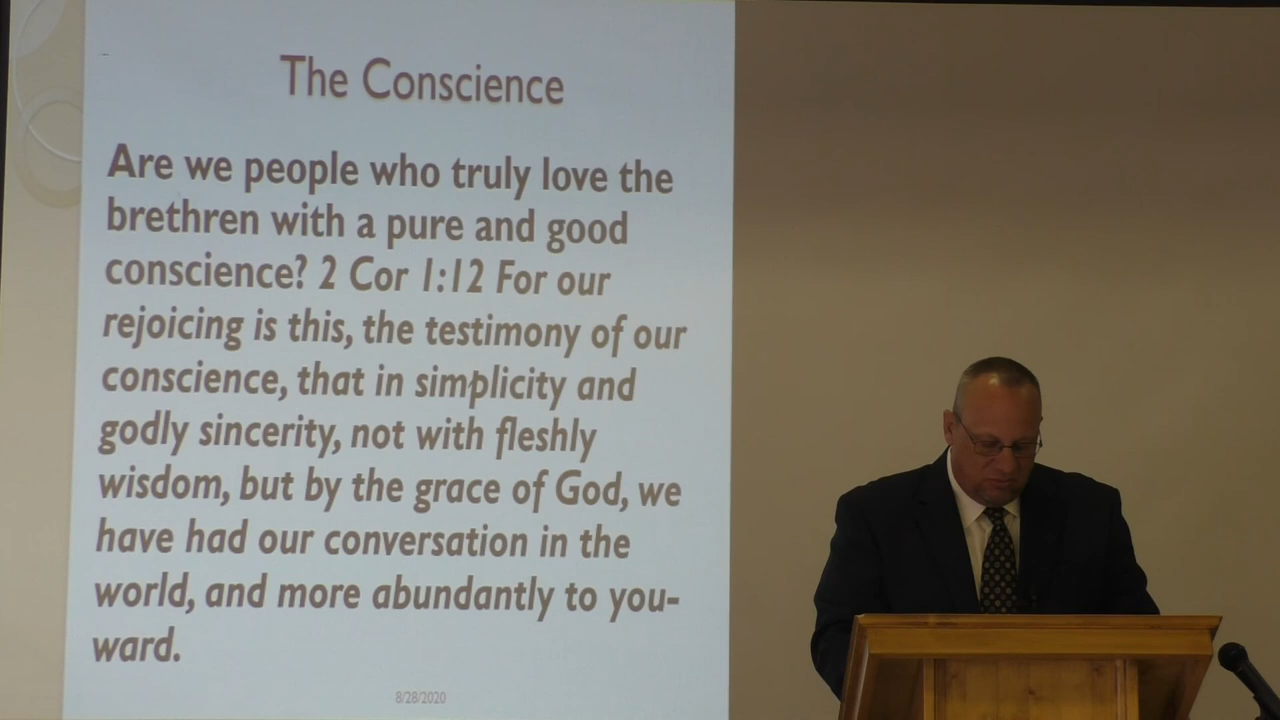 The Conscience
Are we people who truly love the
brethren with a pure and good
conscience? 2 Cor 1:12 For our
rejoicing is this, the testimony of our
conscience, that in simplicity and
godly sincerity, not with fleshly
wisdom, but by the grace of God, we
have had our conversation in the
world, and more abundantly to you-
ward.
8/28/2020